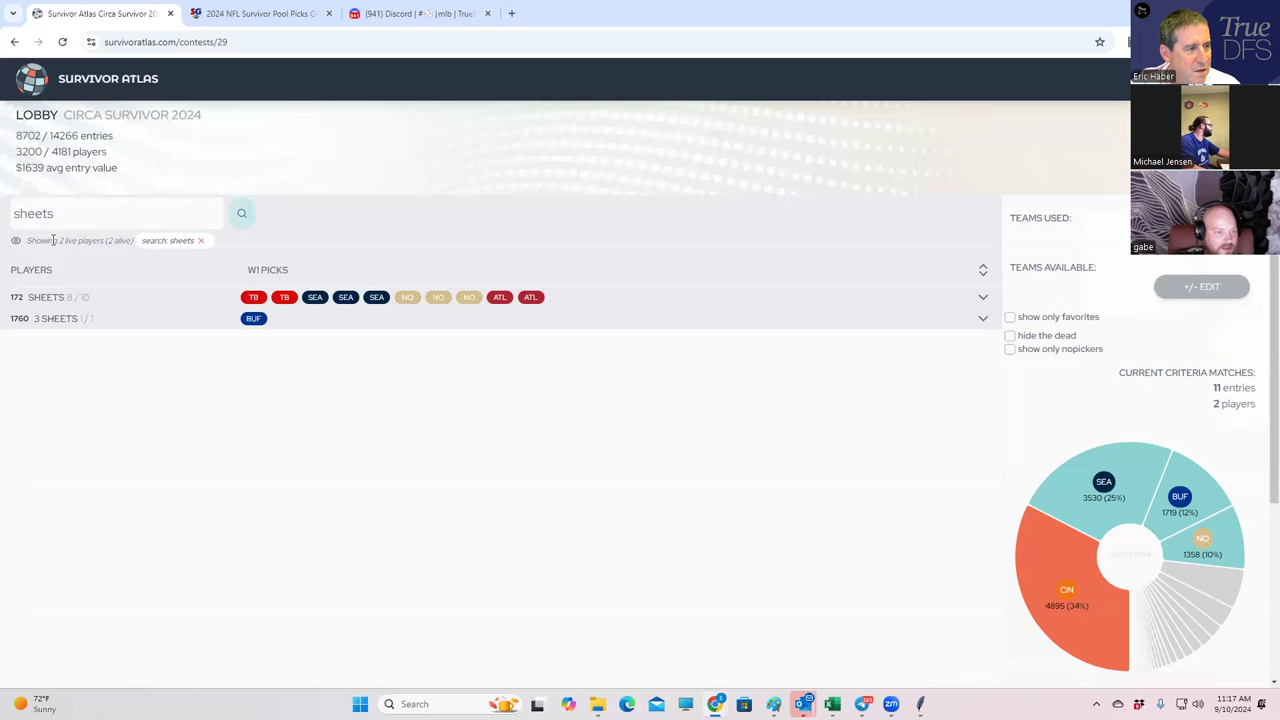 Survivor Atlas Circa Survivor 20
2024 NFL Survivor Pool Picks G
(941) Discord | #
| mlb | TrueE
survivoratlas.com/contests/29
SURVIVOR ATLAS
LOBBY CIRCA SURVIVOR 2024
8702 / 14266 entries
3200 / 4181 players
$1639 avg entry value
sheets
Showing 2 live players (2 alive) search: sheets
PLAYERS W1 PICKS
172 SHEETS 8 / 10 TB TB SEA SEA SEA NO NO NO ATL ATL
1760 3 SHEETS 1 / 1 BUF
TEAMS USED:
TEAMS AVAILABLE:
+/- EDIT
show only favorites
hide the dead
show only nopickers
CURRENT CRITERIA MATCHES:
11 entries
2 players
SEA
3530 (25%)
BUF
1719 (12%)
NO
1358 (10%)
CIN
4895 (34%)
True
DFS
Eric Haber
Michael Jensen
gabe
72°F
Sunny
Search
11:17 AM
9/10/2024